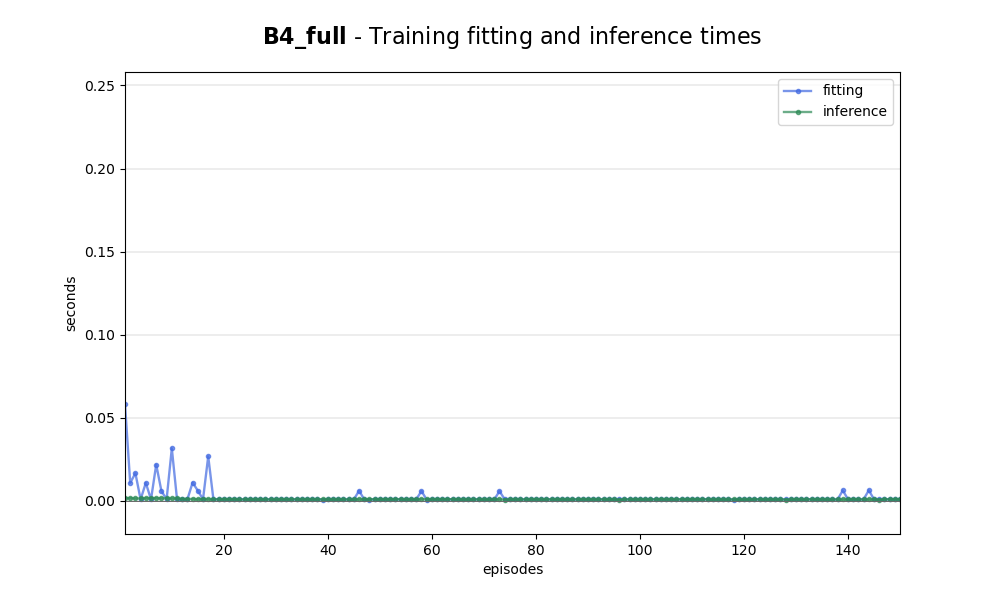 B4_full - Training fitting and inference times
fitting
inference
0.25
0.20
0.15
0.10
0.05
0.00
seconds
20 40 60 80 100 120 140
episodes